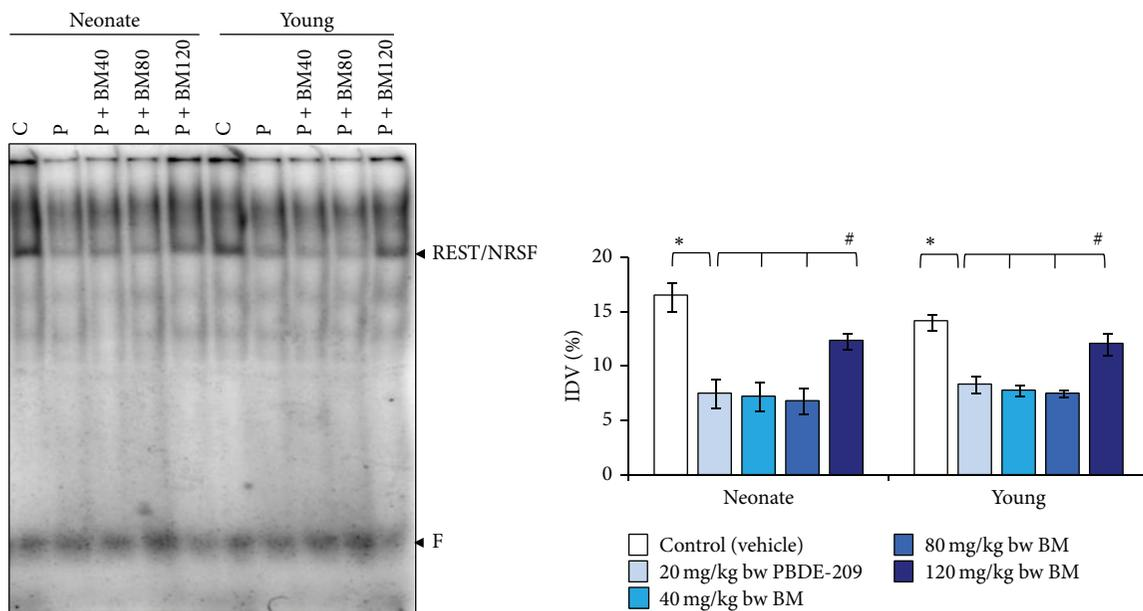 Neonate Young
C P P + BM40 P + BM80 P + BM120 C P P + BM40 P + BM80 P + BM120
REST/NRSF
F
IDV (%)
* # * #
20
15
10
5
0
Neonate Young
Control (vehicle)
20 mg/kg bw PBDE-209
40 mg/kg bw BM
80 mg/kg bw BM
120 mg/kg bw BM